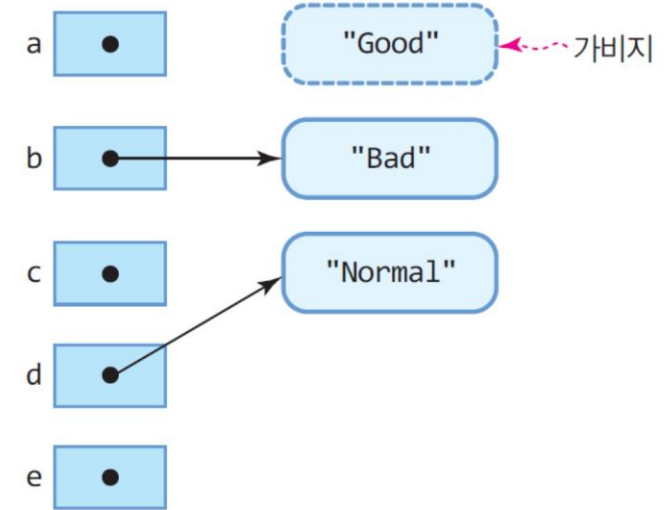 a "Good" 가비지
b "Bad"
c "Normal"
d
e